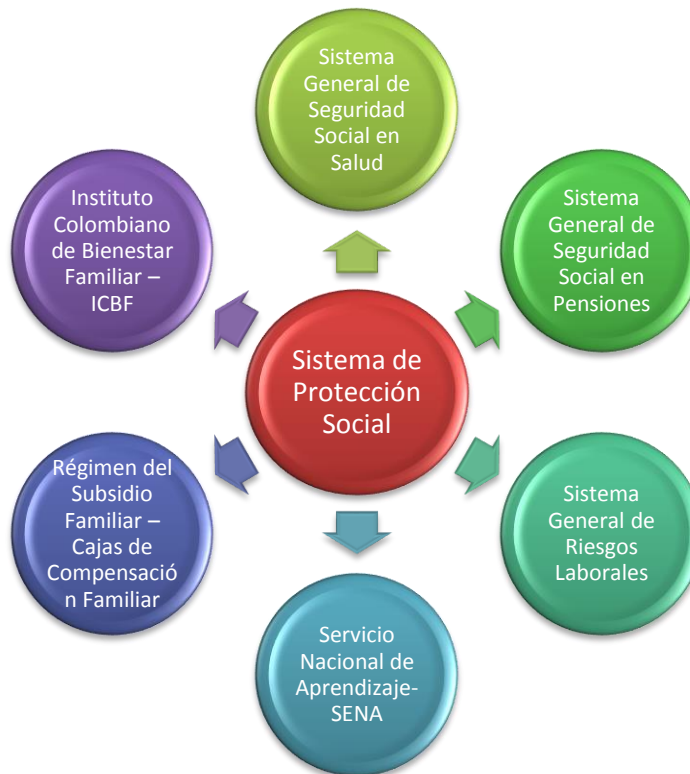 Sistema
General de
Seguridad
Social en
Salud
Sistema
General de
Seguridad
Social en
Pensiones
Sistema
General de
Riesgos
Laborales
Servicio
Nacional de
Aprendizaje-
SENA
Régimen del
Subsidio
Familiar –
Cajas de
Compensació
n Familiar
Instituto
Colombiano
de Bienestar
Familiar –
ICBF
Sistema de
Protección
Social